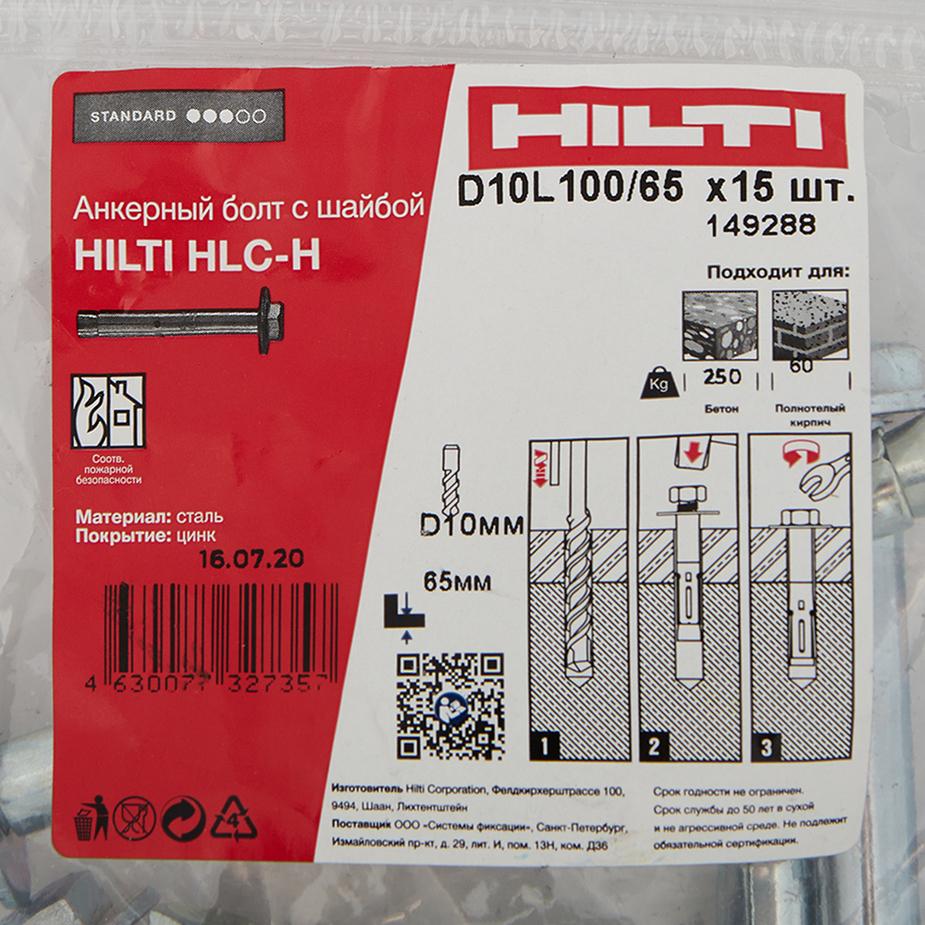 STANDARD
HILTI
Анкерный болт с шайбой
HILTI HLC-H
D10L100/65 x15 шт.
149288
Подходит для:
Kg
250
60
Бетон
Полнотелый
кирпич
Соотв.
пожарной
безопасности
Материал: сталь
Покрытие: цинк
16.07.20
4 630077 327357
D10мм
65мм
1
2
3
4
Изготовитель Hilti Corporation, Фелдкирхерштрассе 100,
9494, Шаан, Лихтентштейн
Поставщик ООО «Системы фиксации», Санкт-Петербург,
Измайловский пр-кт, д. 29, лит. И, пом. 13Н, ком. Д36
Срок годности не ограничен.
Срок службы до 50 лет в сухой
и не агрессивной среде. Не подлежит
обязательной сертификации.